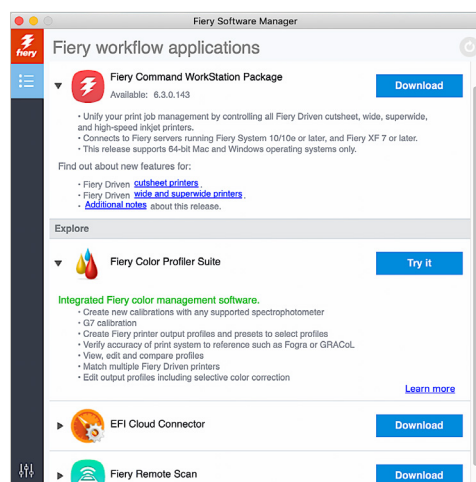 Fiery Software Manager
fiery
Fiery workflow applications
Fiery Command WorkStation Package
Available: 6.3.0.143
Download
• Unify your print job management by controlling all Fiery Driven cutsheet, wide, superwide,
and high-speed inkjet printers.
• Connects to Fiery servers running Fiery System 10/10e or later, and Fiery XF 7 or later.
• This release supports 64-bit Mac and Windows operating systems only.
Find out about new features for:
• Fiery Driven cutsheet printers.
• Fiery Driven wide and superwide printers.
• Additional notes about this release.
Explore
Fiery Color Profiler Suite
Try it
Integrated Fiery color management software.
• Create new calibrations with any supported spectrophotometer
• G7 calibration
• Create Fiery printer output profiles and presets to select profiles
• Verify accuracy of print system to reference such as Fogra or GRACoL
• View, edit and compare profiles
• Match multiple Fiery Driven printers
• Edit output profiles including selective color correction
Learn more
EFI Cloud Connector
Download
Fiery Remote Scan
Download